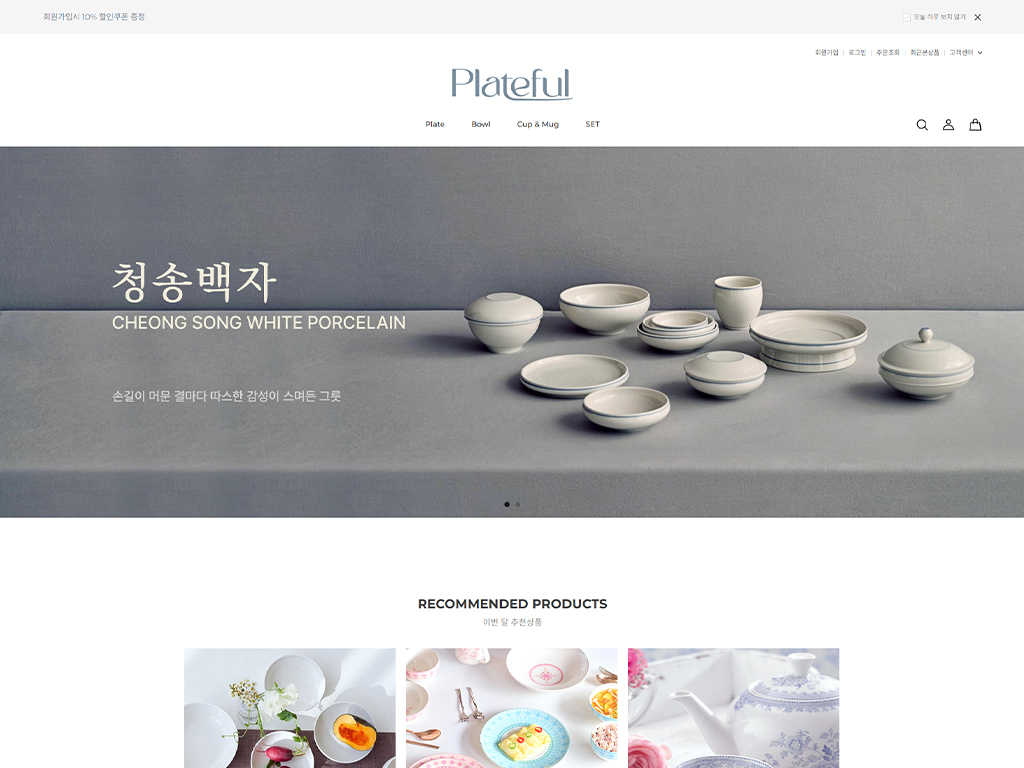 회원가입시 10% 할인쿠폰 증정
오늘 하루 보지 않기
회원가입 | 로그인 | 주문조회 | 최근본상품 | 고객센터
Plateful
Plate Bowl Cup & Mug SET
청송백자
CHEONG SONG WHITE PORCELAIN
손길이 머문 결마다 따스한 감성이 스며든 그릇
RECOMMENDED PRODUCTS
이번 달 추천상품